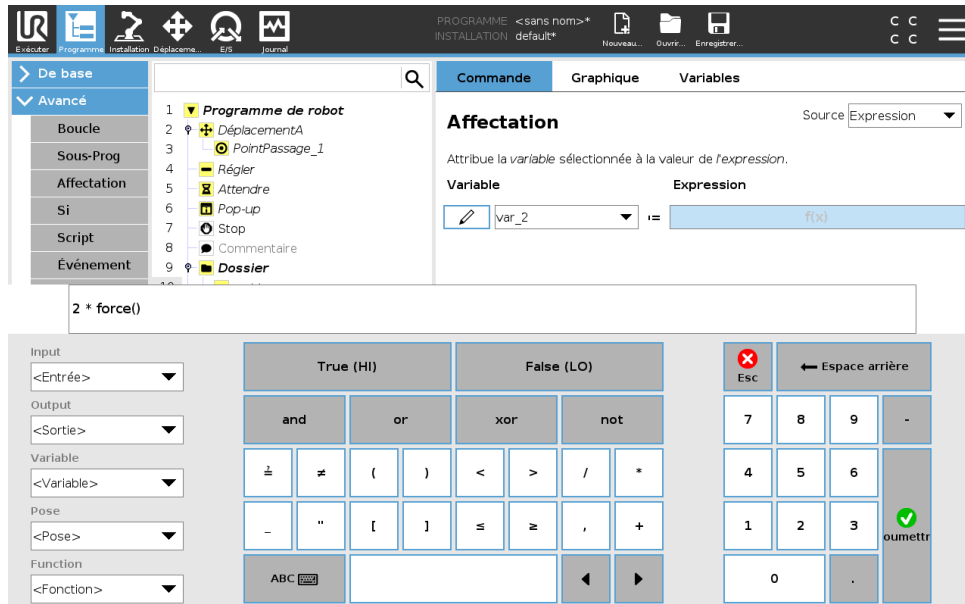 PROGRAMME <sans nom>*
INSTALLATION default*
Exécuter Programme Installation Déplaceme... E/S Journal Nouveau... Ouvrir... Enregistrer...
C C
C C
De base
Avancé
Boucle
Sous-Prog
Affectation
Si
Script
Événement
1 Programme de robot
2 DéplacementA
3 PointPassage_1
4 Régler
5 Attendre
6 Pop-up
7 Stop
8 Commentaire
9 Dossier
Commande Graphique Variables
Affectation
Source Expression
Attribue la variable sélectionnée à la valeur de l'expression.
Variable Expression
var_2 := f(x)
2 * force()
Input
<Entrée>
Output
<Sortie>
Variable
<Variable>
Pose
<Pose>
Function
<Fonction>
True (HI) False (LO)
and or xor not
≟ ≠ ( ) < > / *
_ " [ ] ≤ ≥ , +
ABC
Esc Espace arrière
7 8 9 -
4 5 6
1 2 3
oumettr
0 .